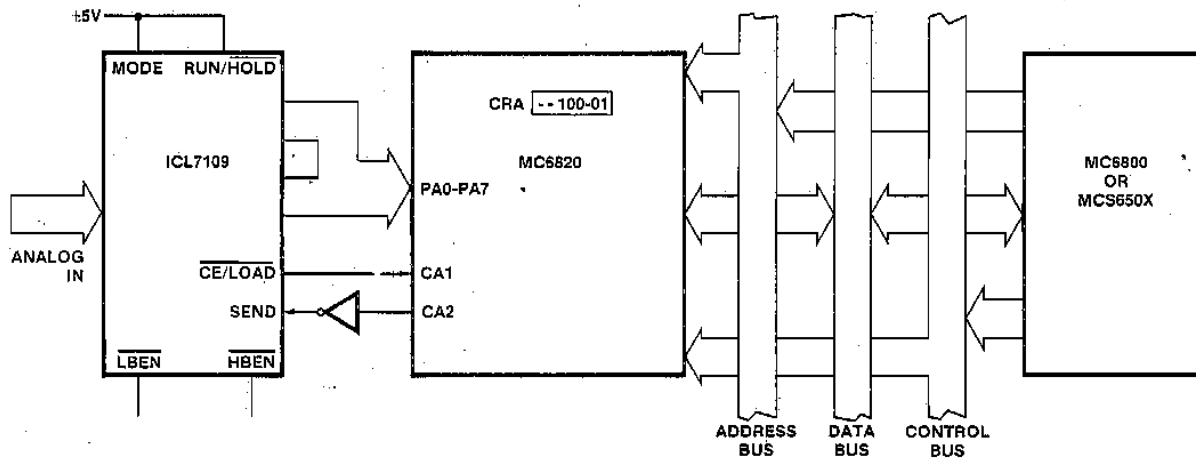 +5V
MODE RUN/HOLD
CRA --100-01
ICL7109
MC6820
MC6800
OR
MCS650X
PA0-PA7
ANALOG
IN
CE/LOAD
CA1
SEND
CA2
LBEN
HBEN
ADDRESS
BUS
DATA
BUS
CONTROL
BUS